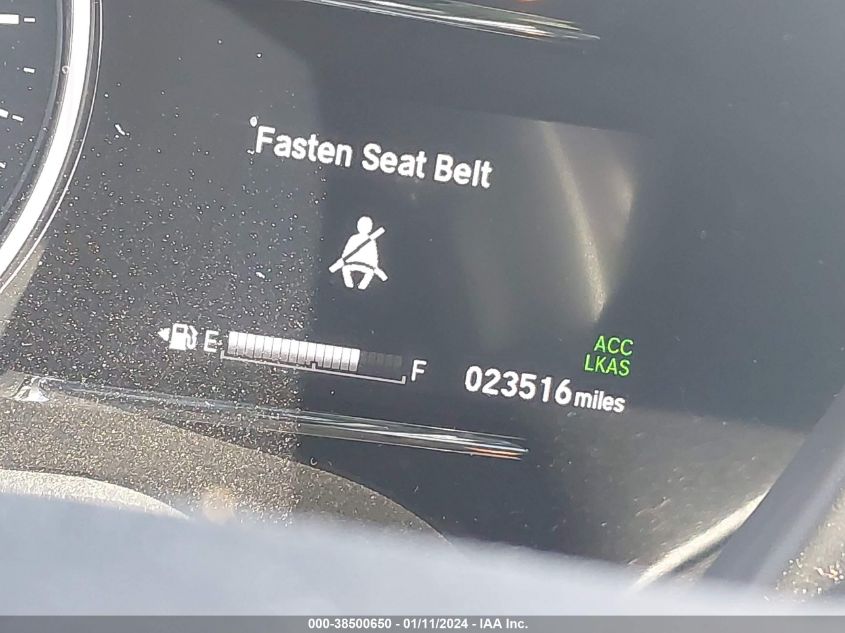 Fasten Seat Belt
ACC
LKAS
E F 023516 miles
000-38500650 - 01/11/2024 - IAA Inc.